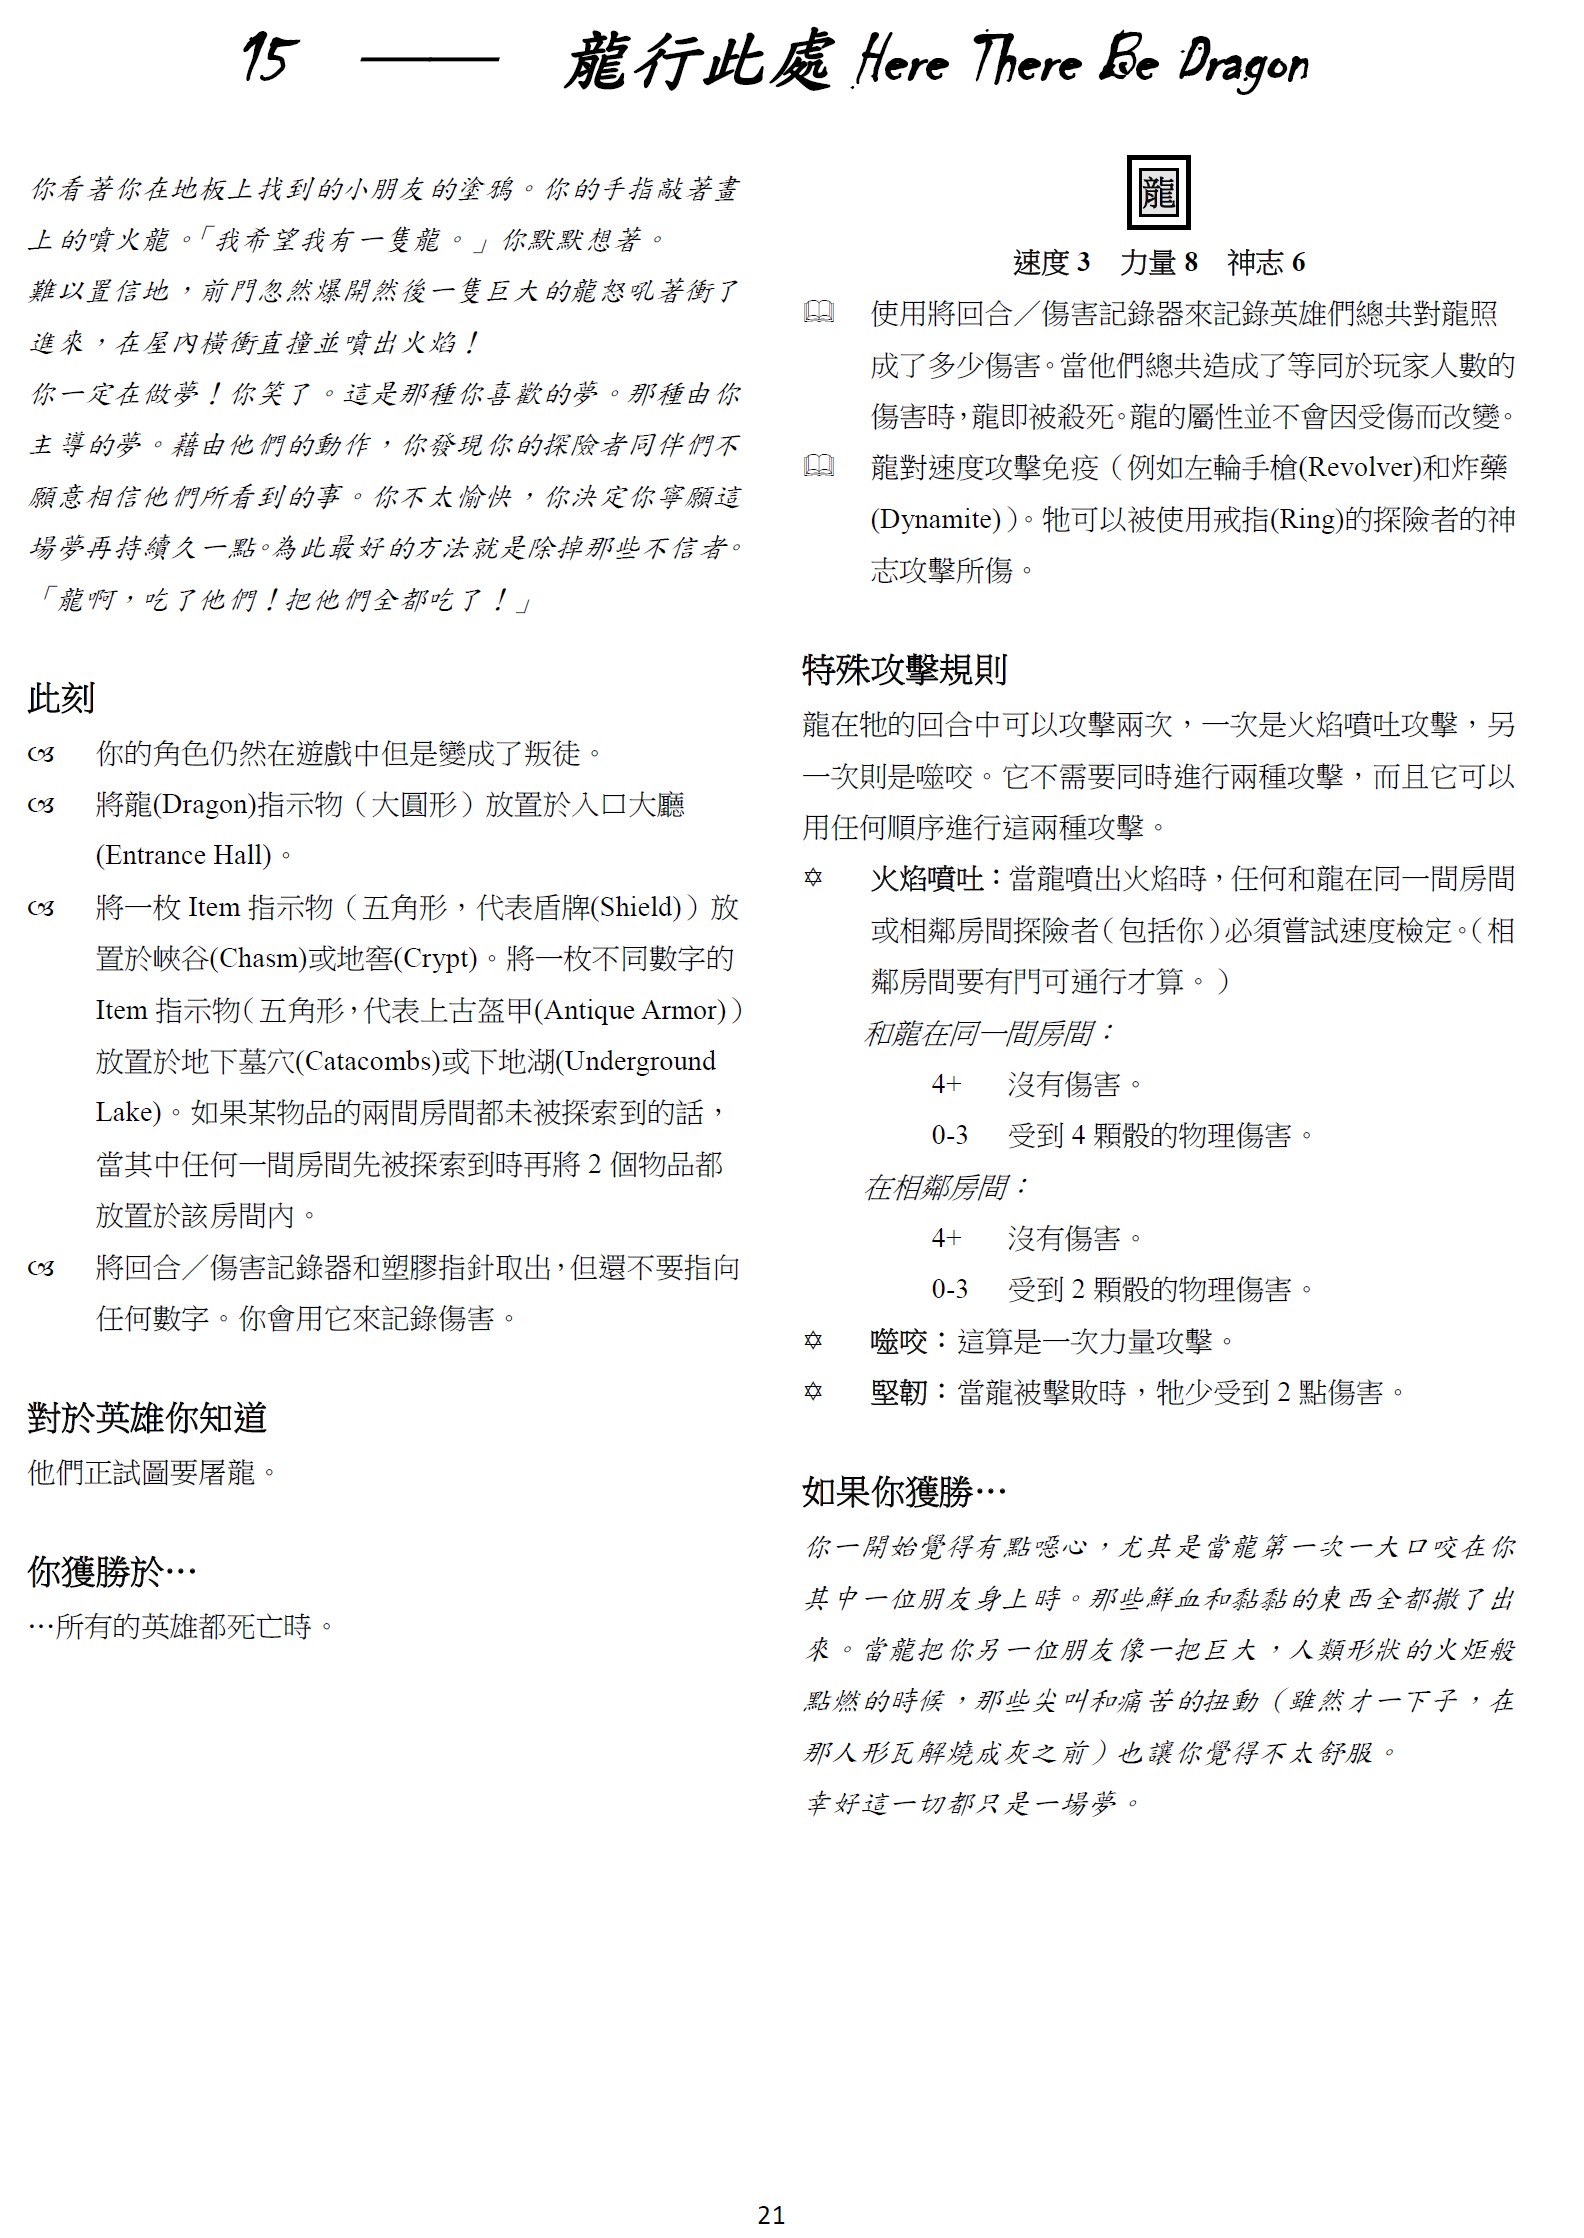 15 —— 龍行此處 Here There Be Dragon
你看著你在地板上找到的小朋友的塗鴉。你的手指敲著畫
上的噴火龍。「我希望我有一隻龍。」你默默想著。
難以置信地，前門忽然爆開然後一隻巨大的龍怒吼著衝了
進來，在屋內橫衝直撞並噴出火焰！
你一定在做夢！你笑了。這是那種你喜歡的夢。那種由你
主導的夢。藉由他們的動作，你發現你的探險者同伴們不
願意相信他們所看到的事。你不太愉快，你決定你寧願這
場夢再持續久一點。為此最好的方法就是除掉那些不信者。
「龍啊，吃了他們！把他們全都吃了！」
此刻
你的角色仍然在遊戲中但是變成了叛徒。
將龍(Dragon)指示物（大圓形）放置於入口大廳
(Entrance Hall)。
將一枚 Item 指示物（五角形，代表盾牌(Shield)）放
置於峽谷(Chasm)或地窖(Crypt)。將一枚不同數字的
Item 指示物（五角形，代表上古盔甲(Antique Armor)）
放置於地下墓穴(Catacombs)或下地湖(Underground
Lake)。如果某物品的兩間房間都未被探索到的話，
當其中任何一間房間先被探索到時再將 2 個物品都
放置於該房間內。
將回合／傷害記錄器和塑膠指針取出，但還不要指向
任何數字。你會用它來記錄傷害。
對於英雄你知道
他們正試圖要屠龍。
你獲勝於…
…所有的英雄都死亡時。
龍
速度 3 力量 8 神志 6
使用將回合／傷害記錄器來記錄英雄們總共對龍照
成了多少傷害。當他們總共造成了等同於玩家人數的
傷害時，龍即被殺死。龍的屬性並不會因受傷而改變。
龍對速度攻擊免疫（例如左輪手槍(Revolver)和炸藥
(Dynamite)）。牠可以被使用戒指(Ring)的探險者的神
志攻擊所傷。
特殊攻擊規則
龍在牠的回合中可以攻擊兩次，一次是火焰噴吐攻擊，另
一次則是噬咬。它不需要同時進行兩種攻擊，而且它可以
用任何順序進行這兩種攻擊。
火焰噴吐：當龍噴出火焰時，任何和龍在同一間房間
或相鄰房間探險者（包括你）必須嘗試速度檢定。（相
鄰房間要有門可通行才算。）
和龍在同一間房間：
4+ 沒有傷害。
0-3 受到 4 顆骰的物理傷害。
在相鄰房間：
4+ 沒有傷害。
0-3 受到 2 顆骰的物理傷害。
噬咬：這算是一次力量攻擊。
堅韌：當龍被擊敗時，牠少受到 2 點傷害。
如果你獲勝…
你一開始覺得有點噁心，尤其是當龍第一次一大口咬在你
其中一位朋友身上時。那些鮮血和黏黏的東西全都撒了出
來。當龍把你另一位朋友像一把巨大，人類形狀的火炬般
點燃的時候，那些尖叫和痛苦的扭動（雖然才一下子，在
那人形瓦解燒成灰之前）也讓你覺得不太舒服。
幸好這一切都只是一場夢。
21